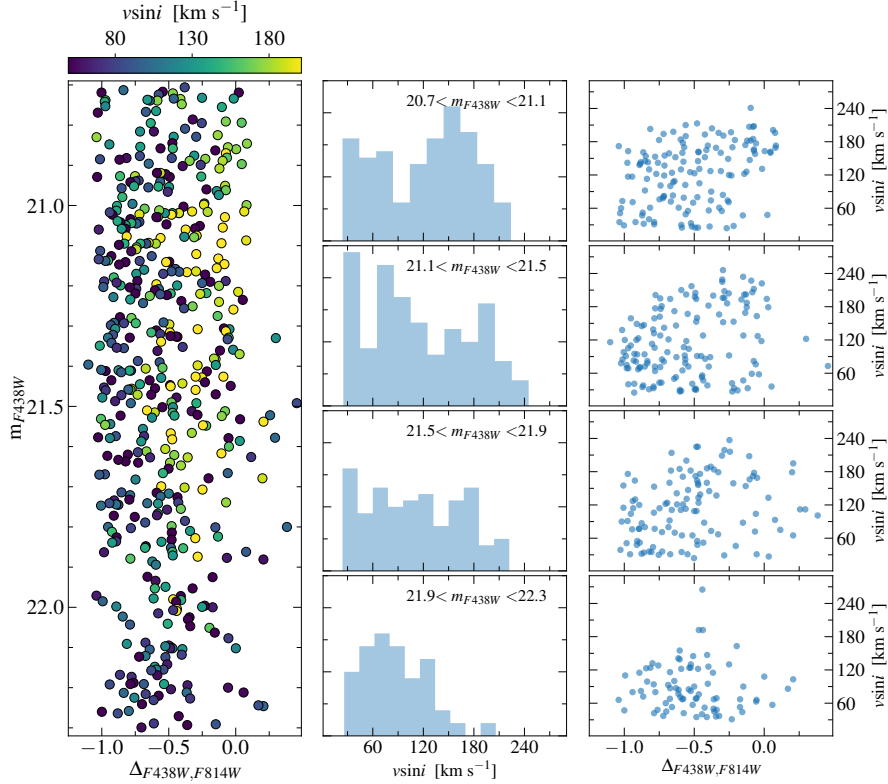 vsini [km s⁻¹]
80 130 180
20.7< m_F438W <21.1
240
180
120
60
vsini [km s⁻¹]
21.0
21.1< m_F438W <21.5
240
180
120
60
vsini [km s⁻¹]
m_F438W
21.5
21.5< m_F438W <21.9
240
180
120
60
vsini [km s⁻¹]
22.0
21.9< m_F438W <22.3
240
180
120
60
vsini [km s⁻¹]
−1.0 −0.5 0.0
60 120 180 240
−1.0 −0.5 0.0
Δ_F438W,F814W
vsini [km s⁻¹]
Δ_F438W,F814W